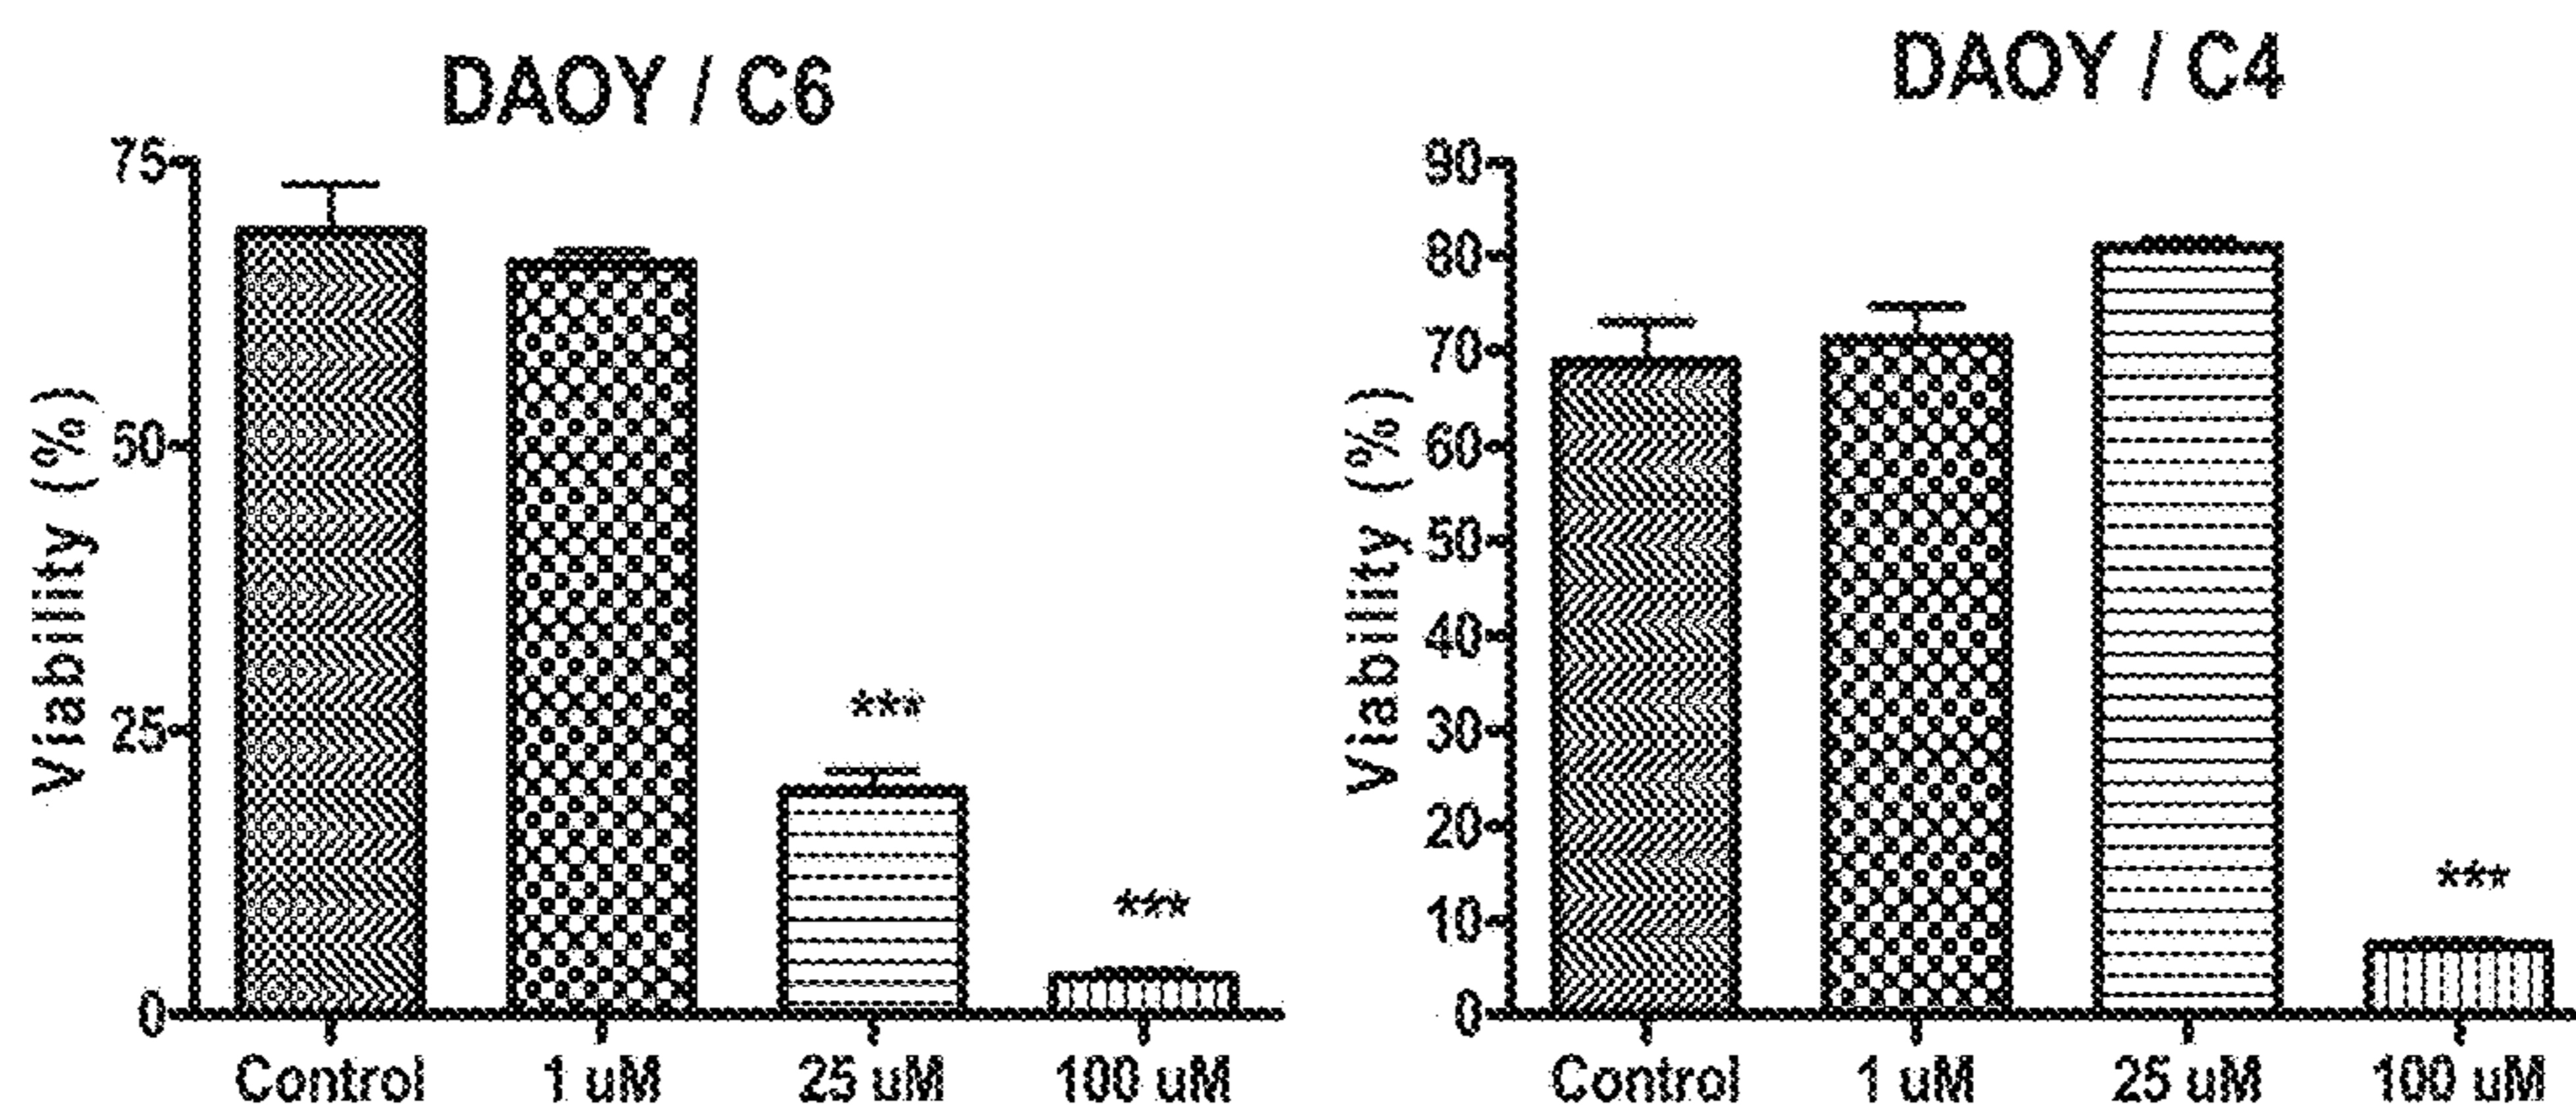 DAOY / C6
75
50
25
0
Viability (%)
***
***
Control 1 uM 25 uM 100 uM
DAOY / C4
90
80
70
60
50
40
30
20
10
0
Viability (%)
***
Control 1 uM 25 uM 100 uM